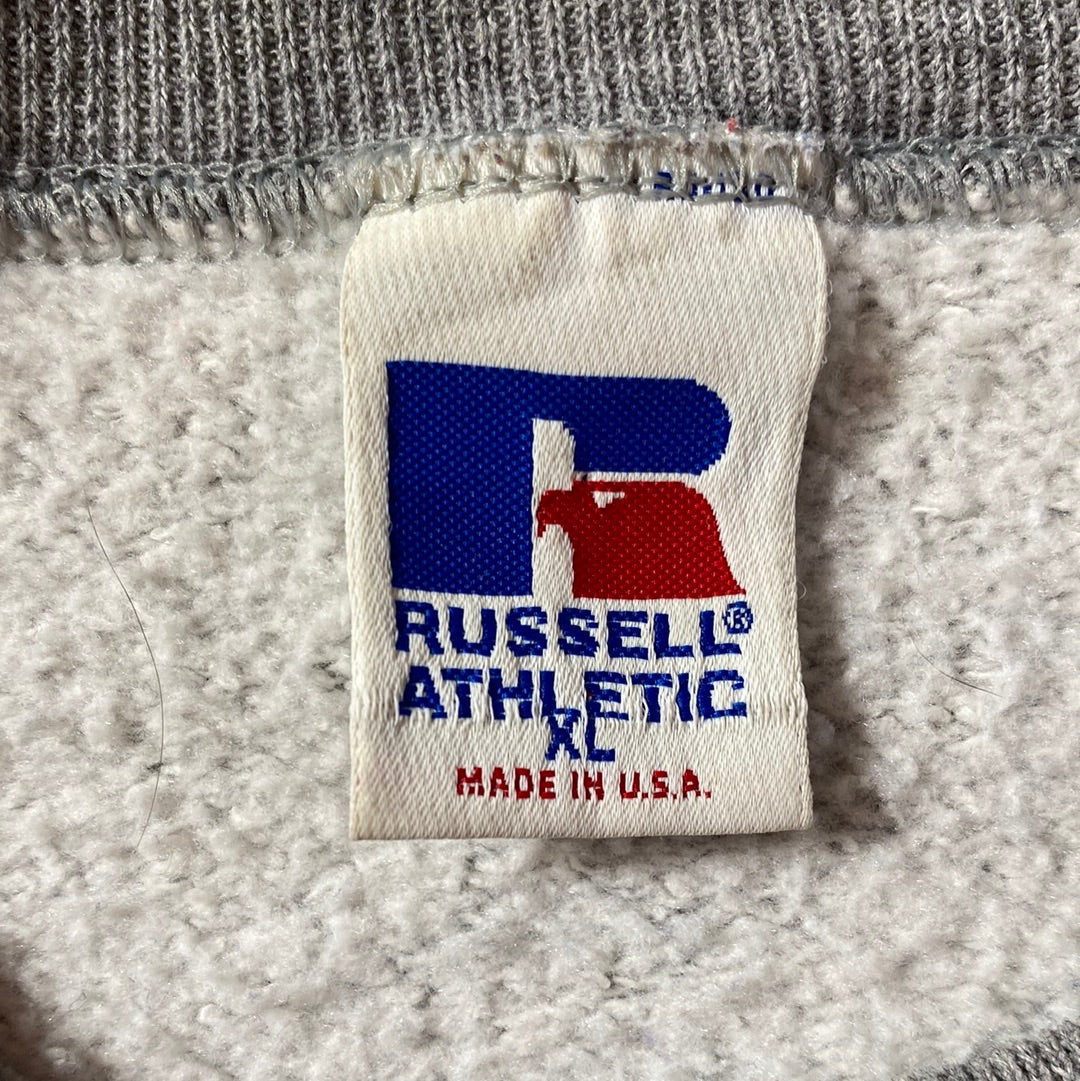 RUSSELL®
ATHLETIC
XL
MADE IN U.S.A.